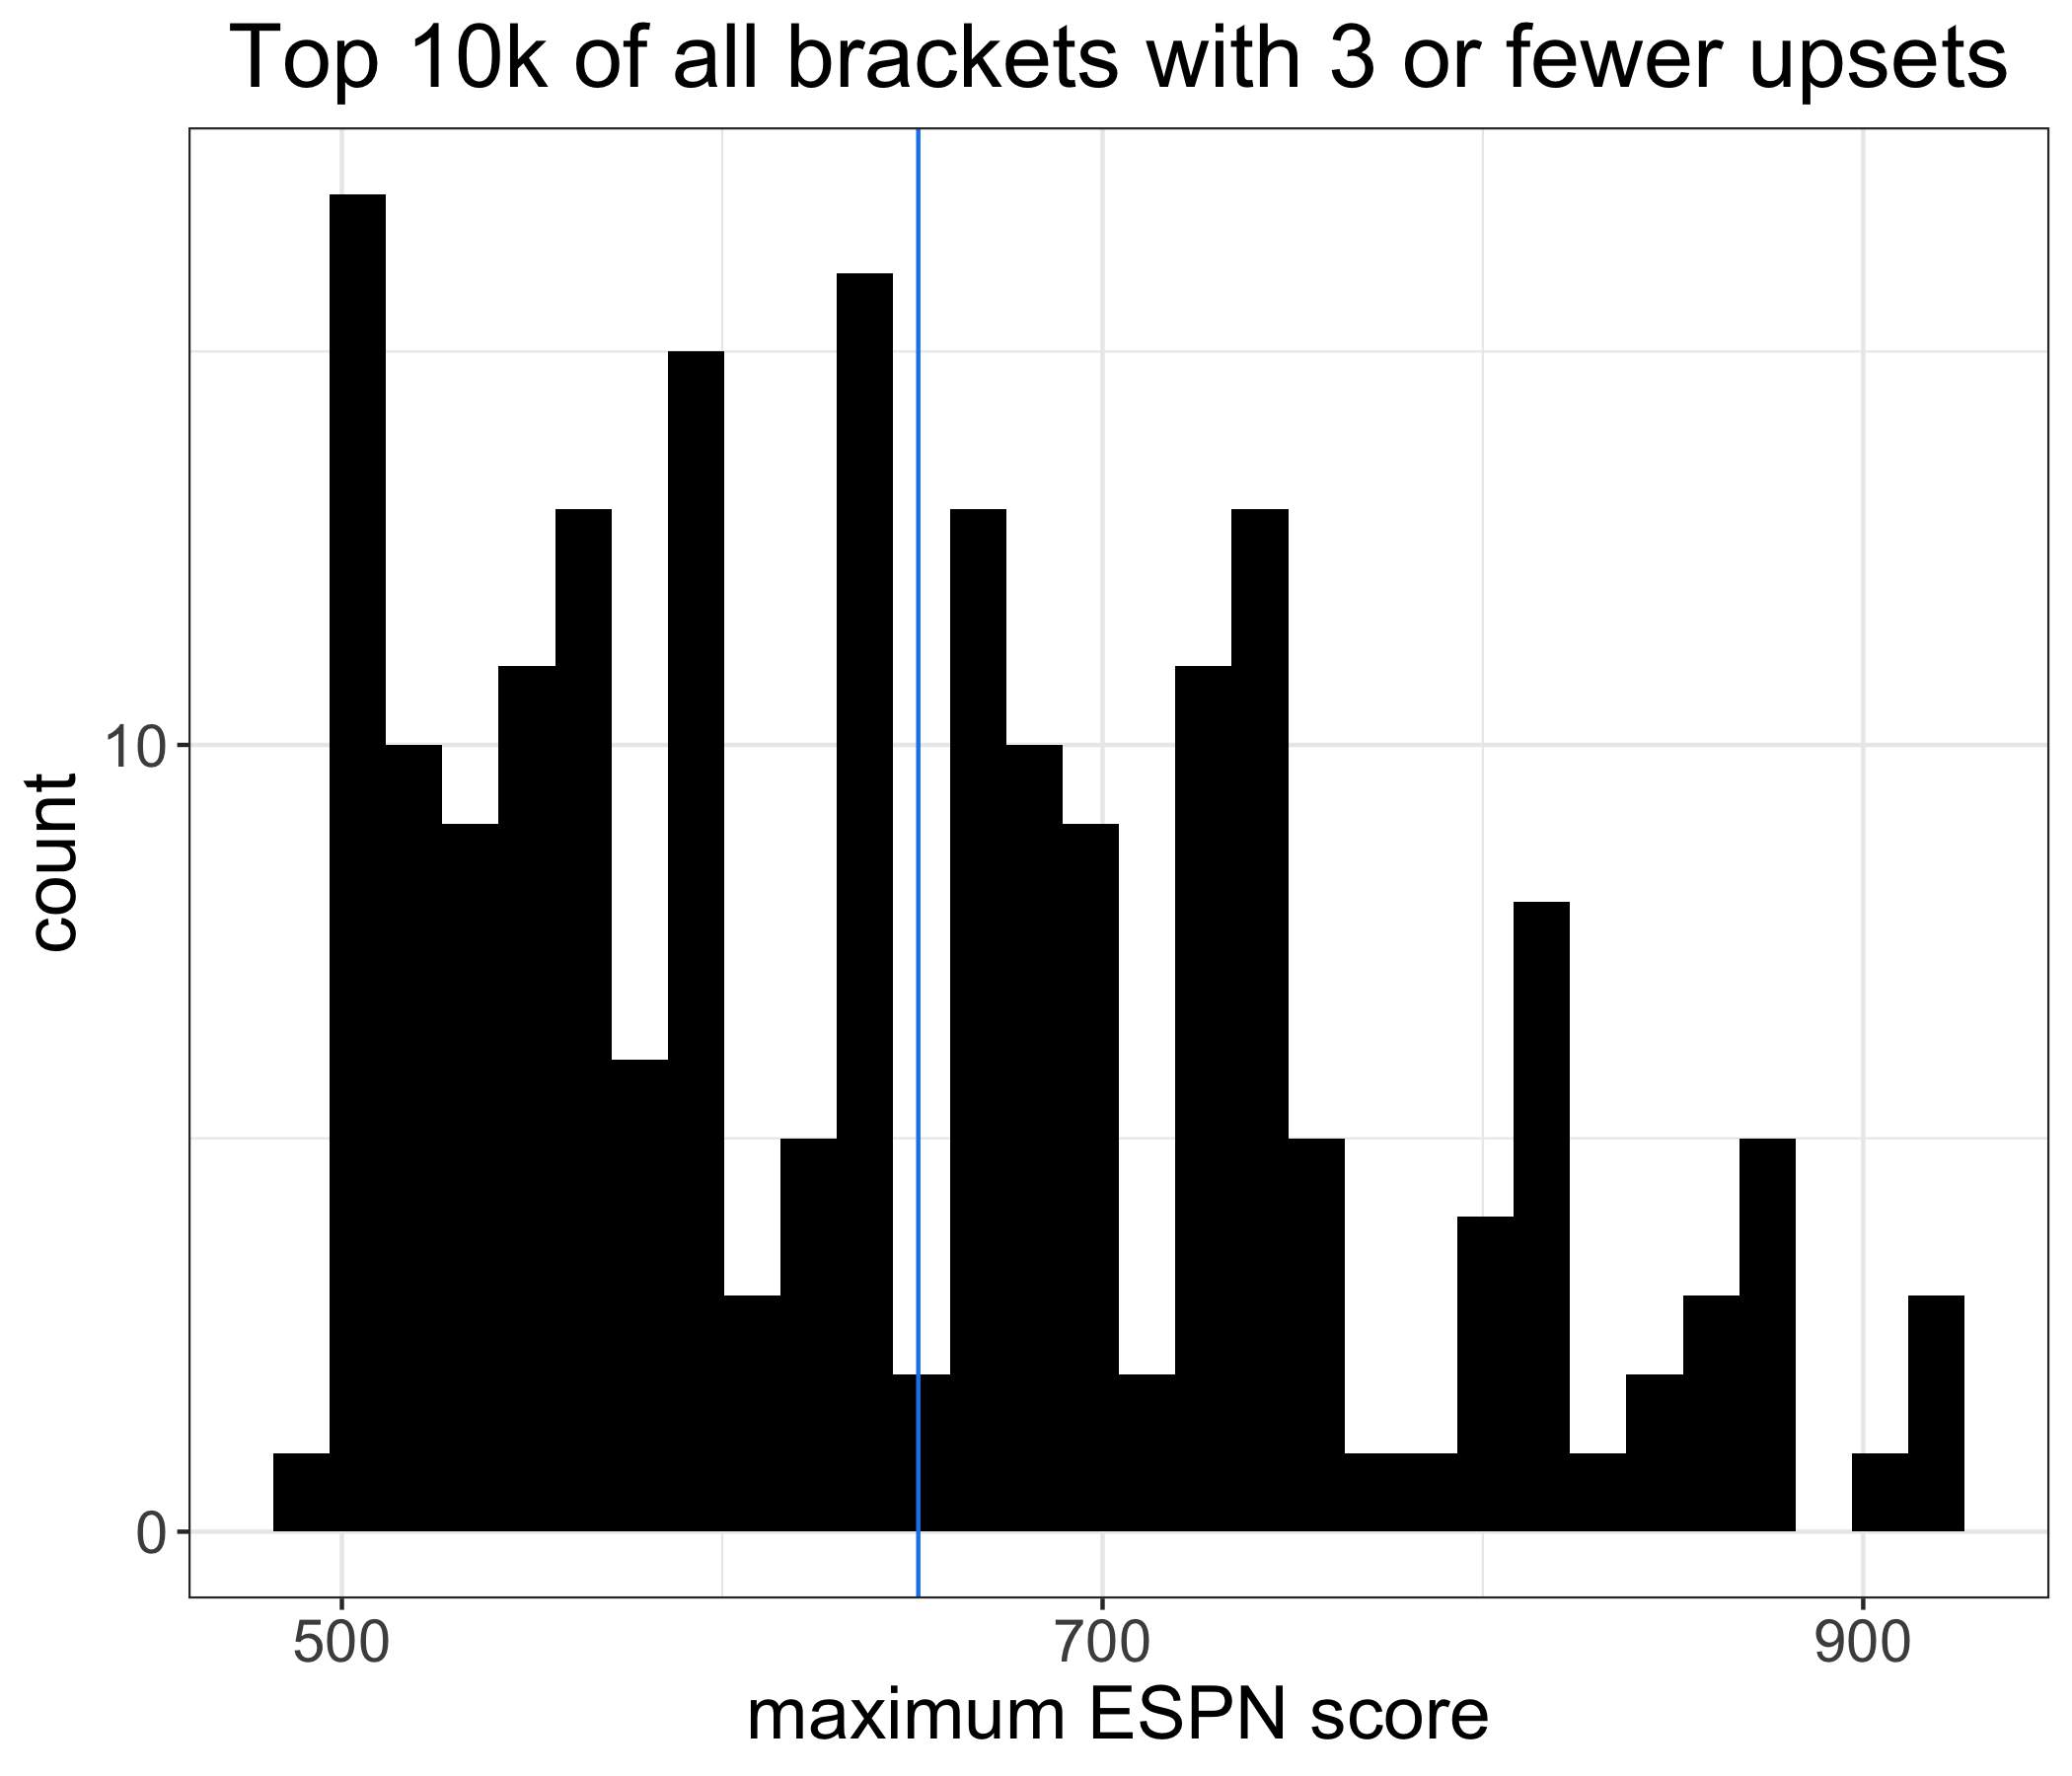 Top 10k of all brackets with 3 or fewer upsets
count
10
0
500
700
900
maximum ESPN score